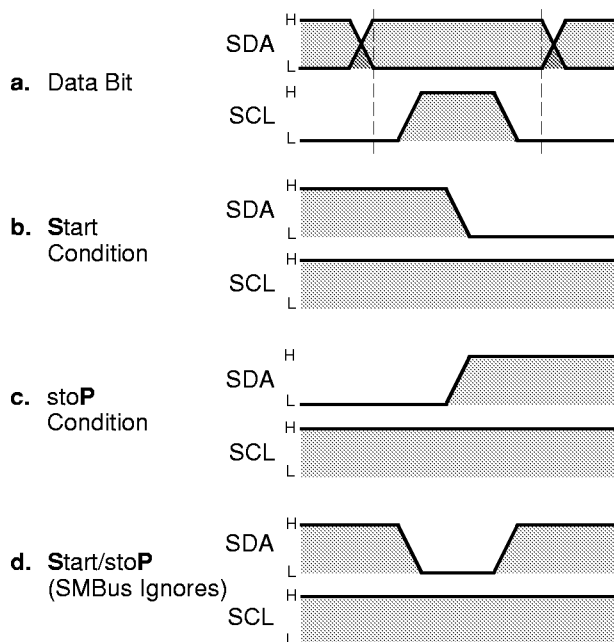 H
SDA
L
a. Data Bit
H
SCL
L
H
SDA
b. Start
L
Condition
H
SCL
L
H
SDA
c. stoP
L
Condition
H
SCL
L
H
SDA
d. Start/stoP
L
(SMBus Ignores)
H
SCL
L